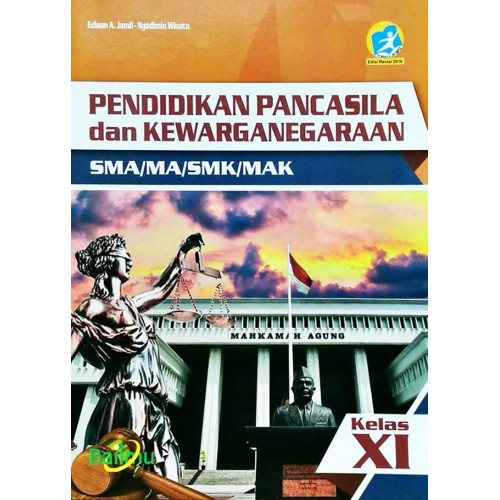 Edison A. Jamli - Ngadimin Winata
Edisi Revisi 2016
PENDIDIKAN PANCASILA
dan KEWARGANEGARAAN
SMA/MA/SMK/MAK
MAHKAMAH AGUNG
Kelas
XI
Bailmu